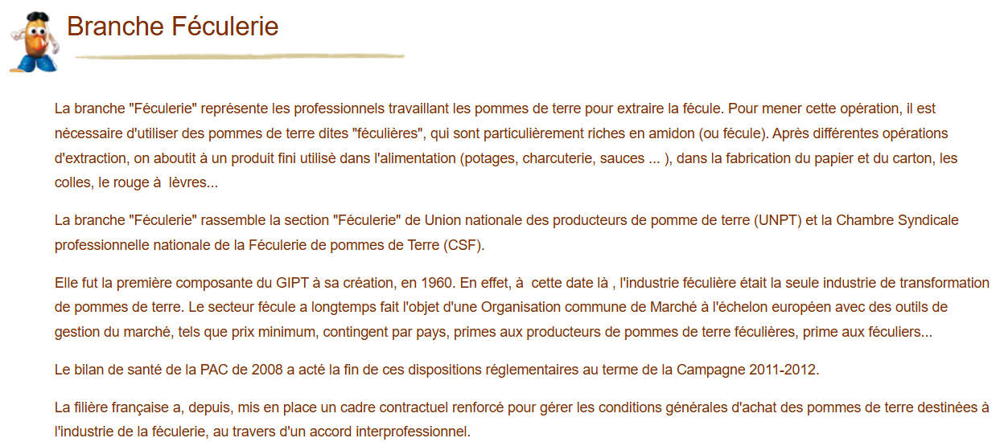 Branche Féculerie
La branche "Féculerie" représente les professionnels travaillant les pommes de terre pour extraire la fécule. Pour mener cette opération, il est
nécessaire d'utiliser des pommes de terre dites "féculières", qui sont particulièrement riches en amidon (ou fécule). Après différentes opérations
d'extraction, on aboutit à un produit fini utilisè dans l'alimentation (potages, charcuterie, sauces ... ), dans la fabrication du papier et du carton, les
colles, le rouge à  lèvres...
La branche "Féculerie" rassemble la section "Féculerie" de Union nationale des producteurs de pomme de terre (UNPT) et la Chambre Syndicale
professionnelle nationale de la Féculerie de pommes de Terre (CSF).
Elle fut la première composante du GIPT à sa création, en 1960. En effet, à  cette date là , l'industrie féculière était la seule industrie de transformation
de pommes de terre. Le secteur fécule a longtemps fait l'objet d'une Organisation commune de Marché à l'échelon européen avec des outils de
gestion du marché, tels que prix minimum, contingent par pays, primes aux producteurs de pommes de terre féculières, prime aux féculiers...
Le bilan de santé de la PAC de 2008 a acté la fin de ces dispositions réglementaires au terme de la Campagne 2011-2012.
La filière française a, depuis, mis en place un cadre contractuel renforcé pour gérer les conditions générales d'achat des pommes de terre destinées à
l'industrie de la féculerie, au travers d'un accord interprofessionnel.